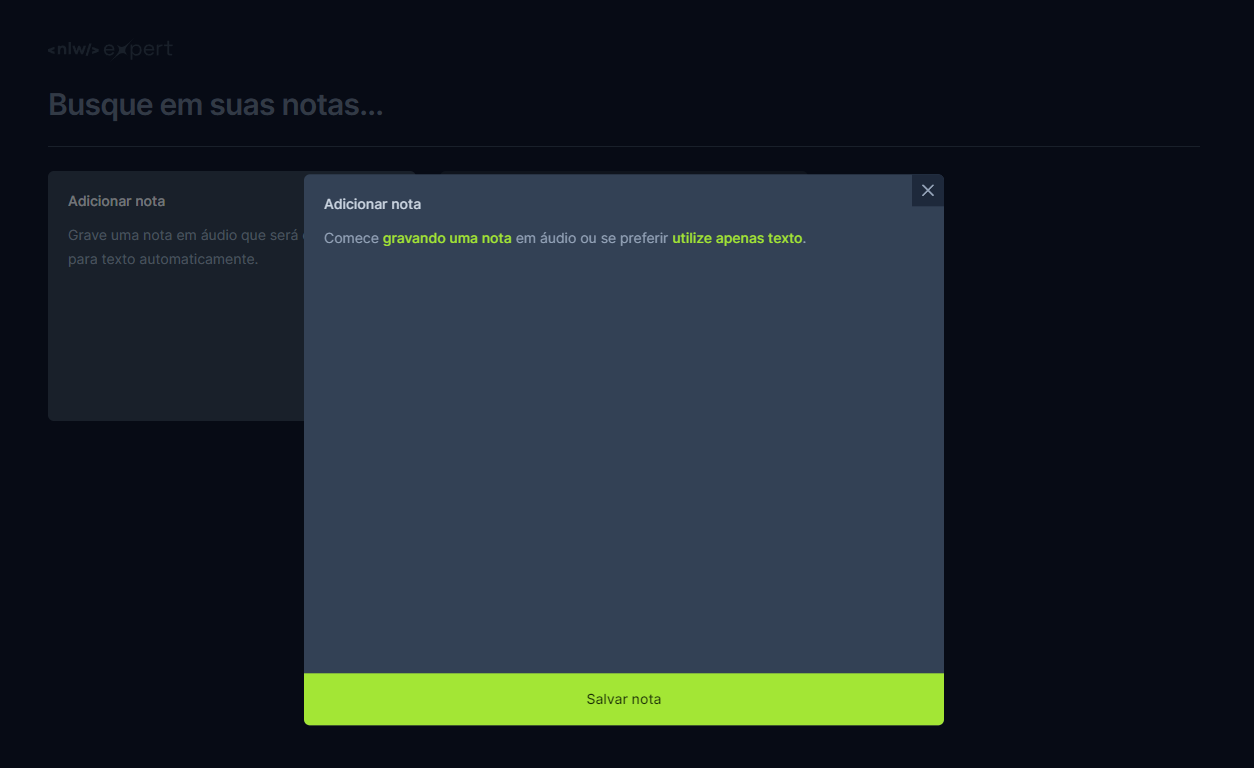 <nlw/> expert
Busque em suas notas...
Adicionar nota
Grave uma nota em áudio que será
para texto automaticamente.
Adicionar nota
Comece gravando uma nota em áudio ou se preferir utilize apenas texto.
Salvar nota